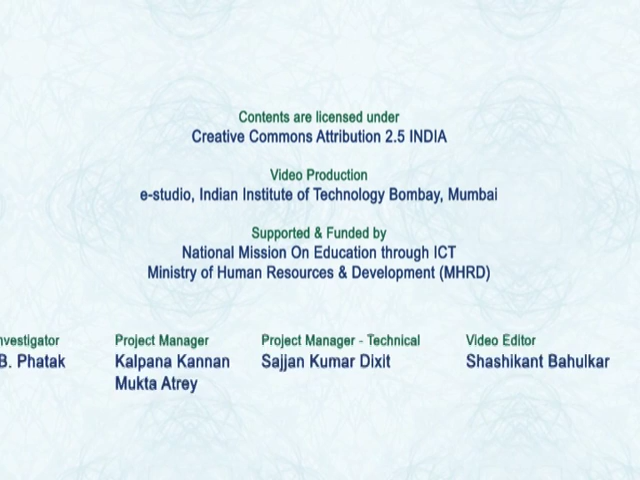 Contents are licensed under
Creative Commons Attribution 2.5 INDIA
Video Production
e-studio, Indian Institute of Technology Bombay, Mumbai
Supported & Funded by
National Mission On Education through ICT
Ministry of Human Resources & Development (MHRD)
nvestigator Project Manager Project Manager - Technical Video Editor
B. Phatak Kalpana Kannan Sajjan Kumar Dixit Shashikant Bahulkar
Mukta Atrey